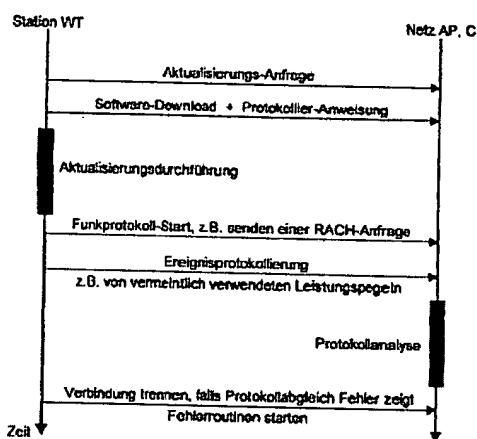 Station WT
Netz AP, C
Aktualisierungs-Anfrage
Software-Download + Protokollier-Anweisung
Aktualisierungsdurchführung
Funkprotokoll-Start, z.B. senden einer RACH-Anfrage
Ereignisprotokollierung
z.B. von vermeintlich verwendeten Leistungspegeln
Protokollanalyse
Verbindung trennen, falls Protokollabgleich Fehler zeigt
Fehlerroutinen starten
Zeit